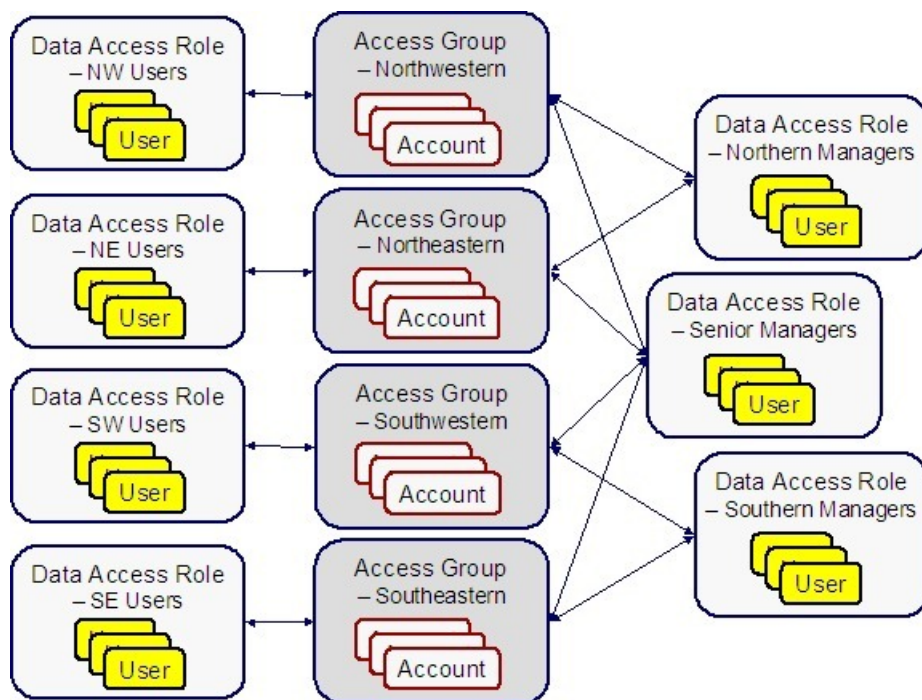 Data Access Role
– NW Users
User
Access Group
– Northwestern
Account
Data Access Role
– Northern Managers
User
Data Access Role
– NE Users
User
Access Group
– Northeastern
Account
Data Access Role
– Senior Managers
User
Data Access Role
– SW Users
User
Access Group
– Southwestern
Account
Data Access Role
– Southern Managers
User
Data Access Role
– SE Users
User
Access Group
– Southeastern
Account